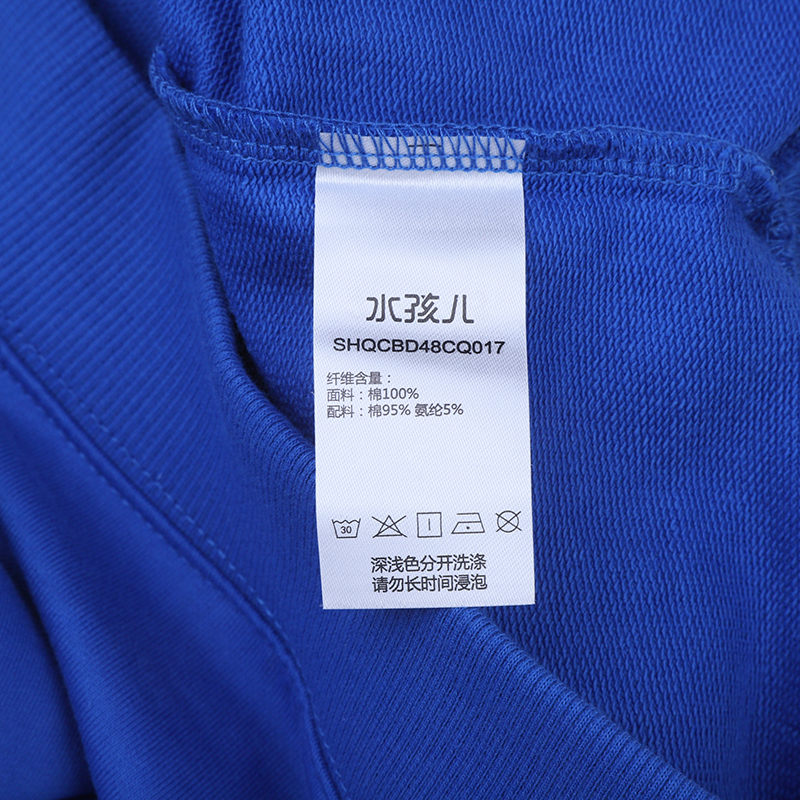 水孩儿
SHQCBD48CQ017
纤维含量：
面料：棉100%
配料：棉95% 氨纶5%
30
深浅色分开洗涤
请勿长时间浸泡